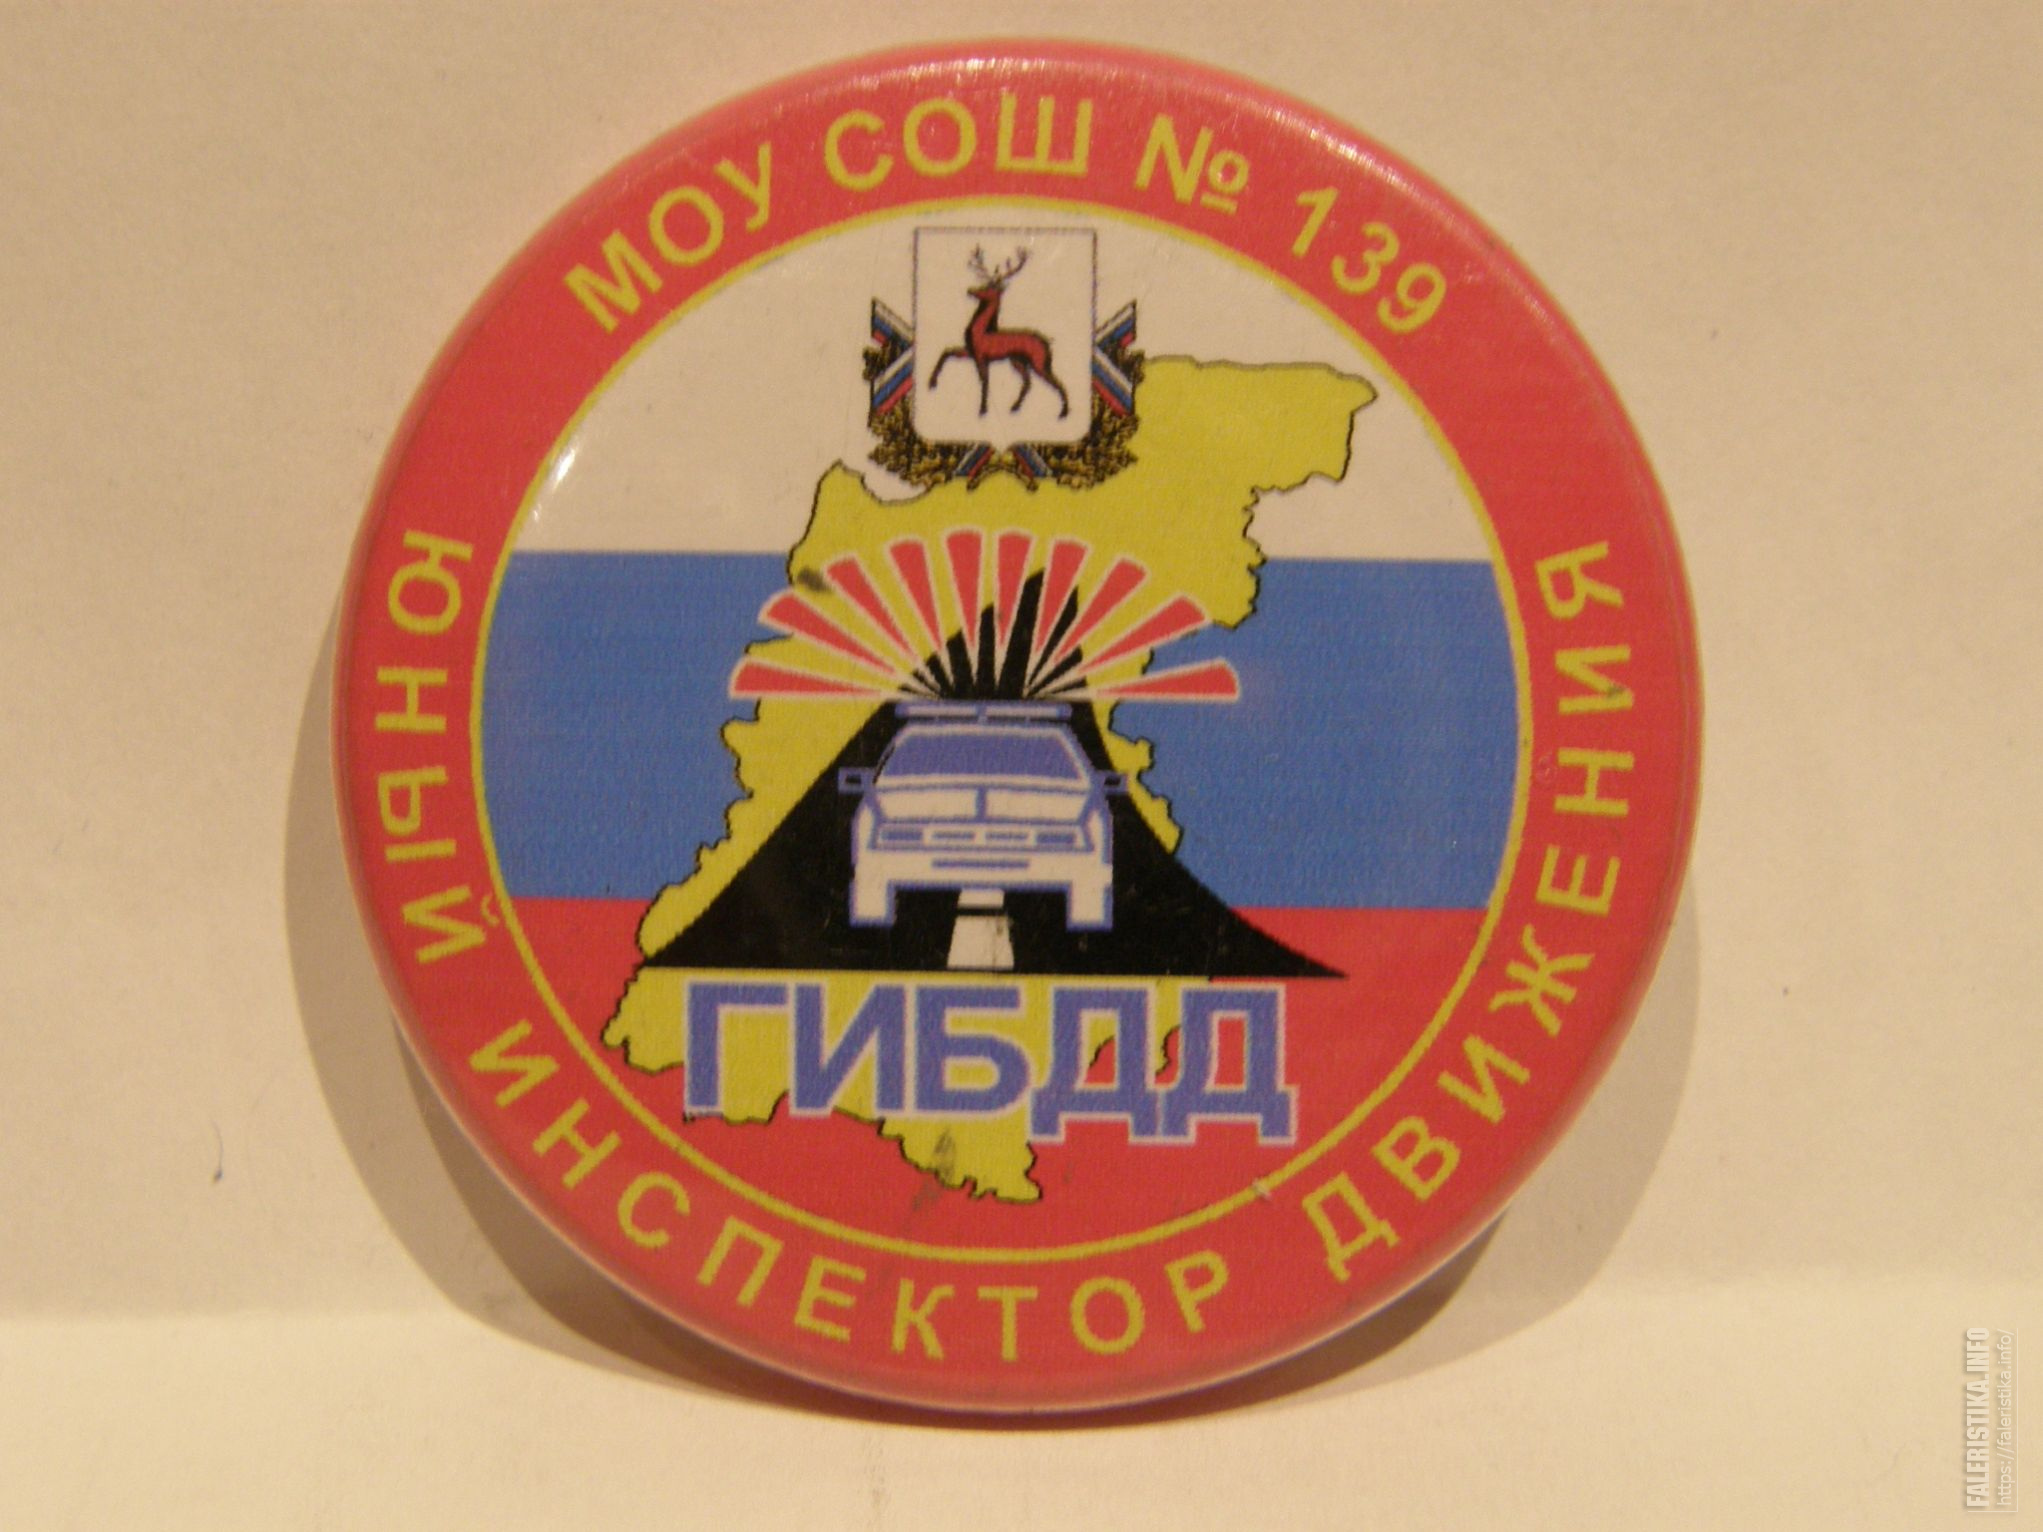 МОУ СОШ № 139
ГИБДД
ЮНЫЙ ИНСПЕКТОР ДВИЖЕНИЯ
FALERISTIKA.INFO
https://faleristika.info/